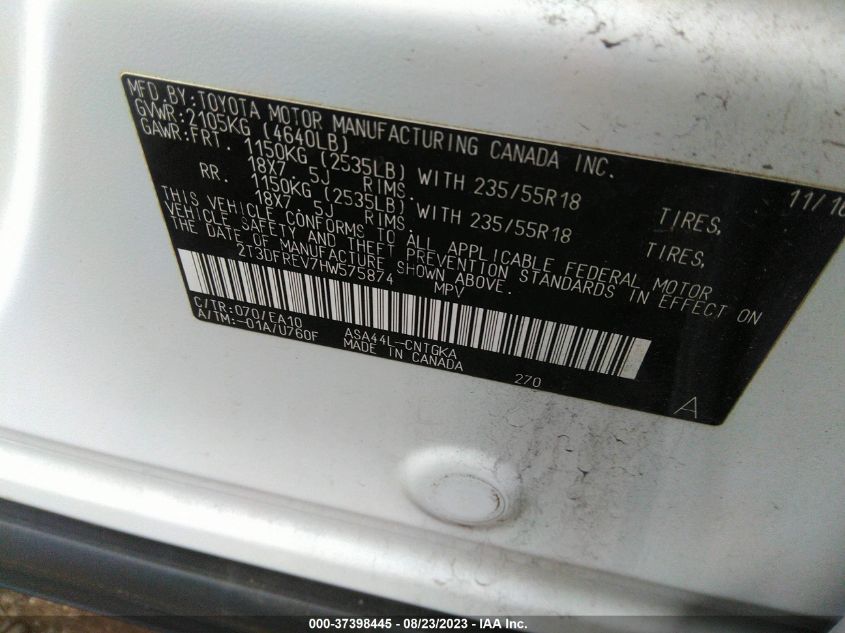 MFD.BY:TOYOTA MOTOR MANUFACTURING CANADA INC. 11/16
GVWR:2105KG (4640LB)
GAWR:FRT. 1150KG (2535LB) WITH 235/55R18 TIRES,
18X7.5J RIMS.
RR. 1150KG (2535LB) WITH 235/55R18 TIRES,
18X7.5J RIMS.
THIS VEHICLE CONFORMS TO ALL APPLICABLE FEDERAL MOTOR
VEHICLE SAFETY AND THEFT PREVENTION STANDARDS IN EFFECT ON
THE DATE OF MANUFACTURE SHOWN ABOVE.
2T3DFREV7HW575874 MPV
C/TR:070/EA10 ASA44L-CNTGKA
A/TM:-01A/U760F MADE IN CANADA 270 A
000-37398445 - 08/23/2023 - IAA Inc.